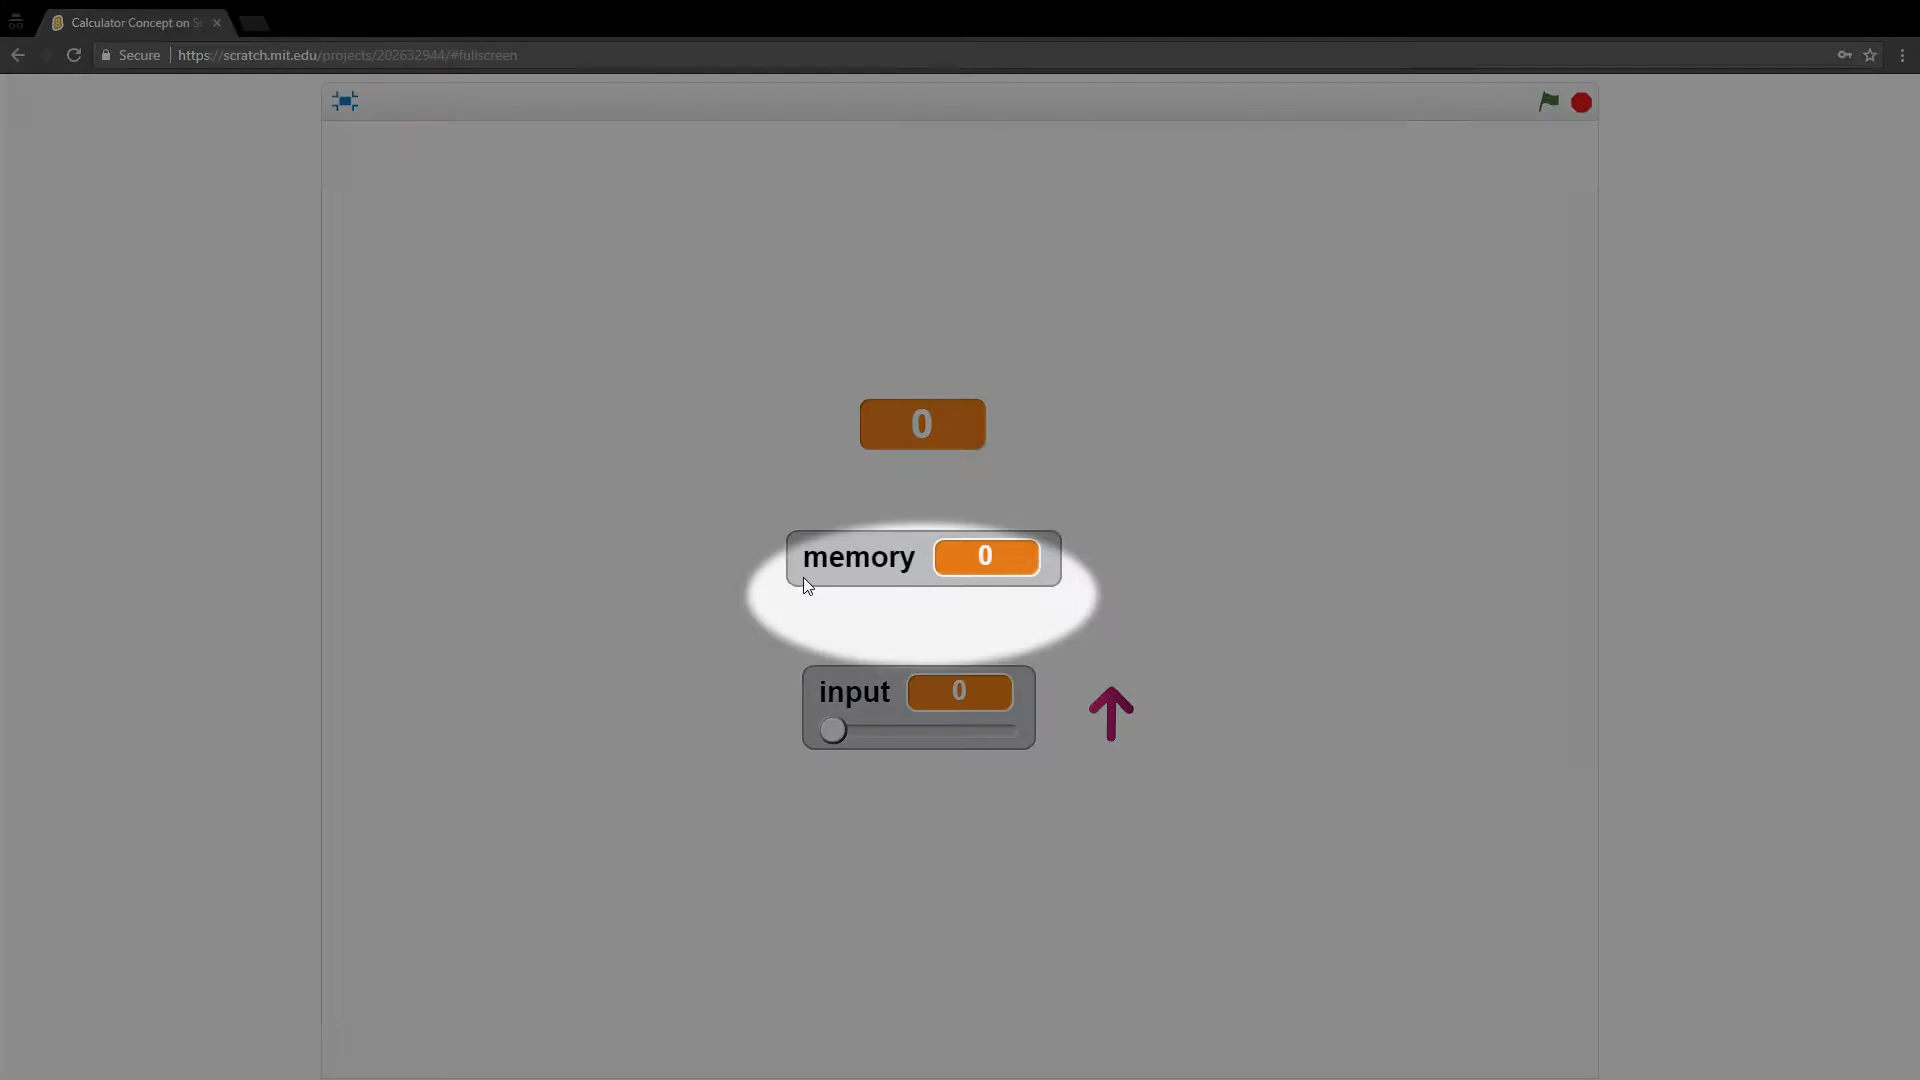 Calculator Concept on S
Secure
https://scratch.mit.edu/projects/202632944/#fullscreen
0
memory 0
input 0